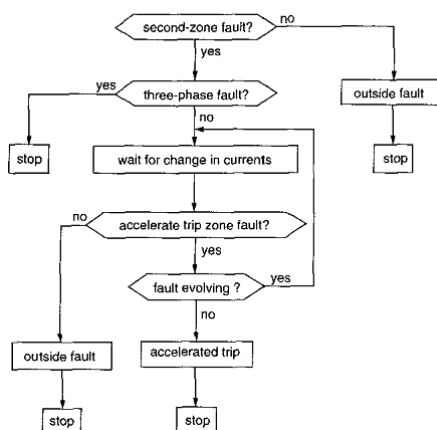 second-zone fault?
no
yes
yes
three-phase fault?
outside fault
no
stop
wait for change in currents
stop
no
accelerate trip zone fault?
yes
fault evolving ?
yes
no
outside fault
accelerated trip
stop
stop